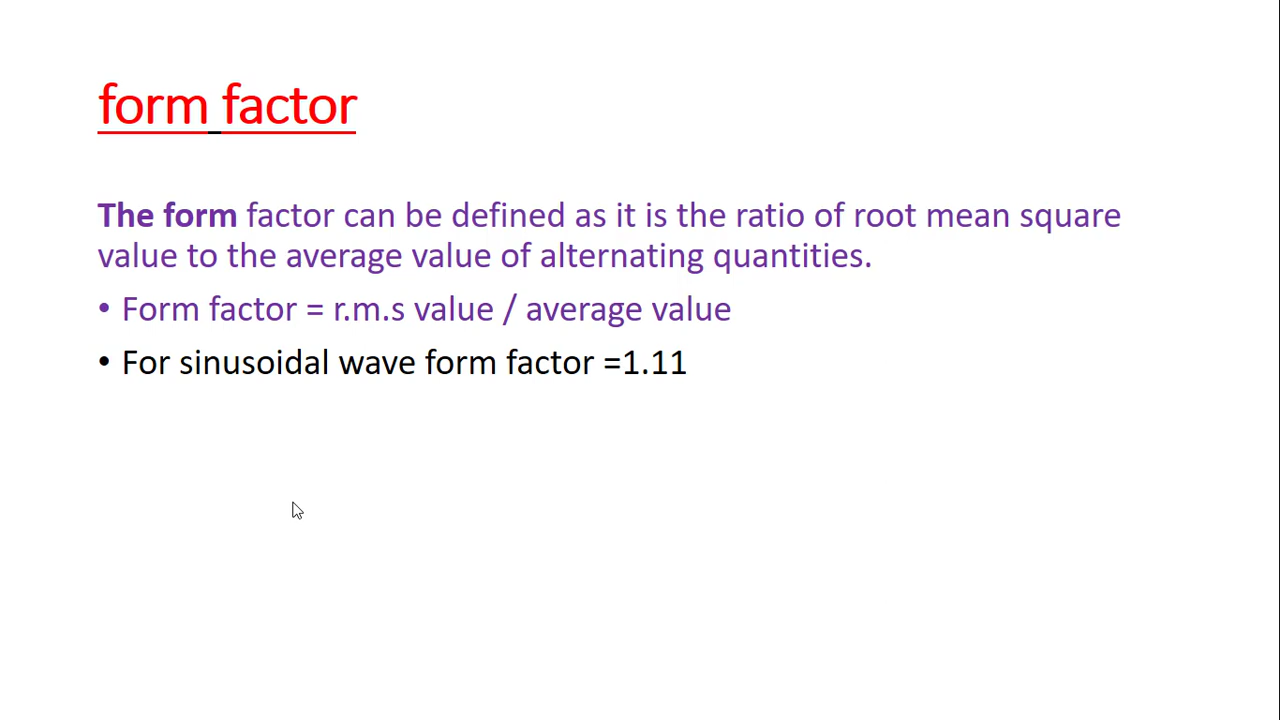 form factor
The form factor can be defined as it is the ratio of root mean square
value to the average value of alternating quantities.
• Form factor = r.m.s value / average value
• For sinusoidal wave form factor =1.11